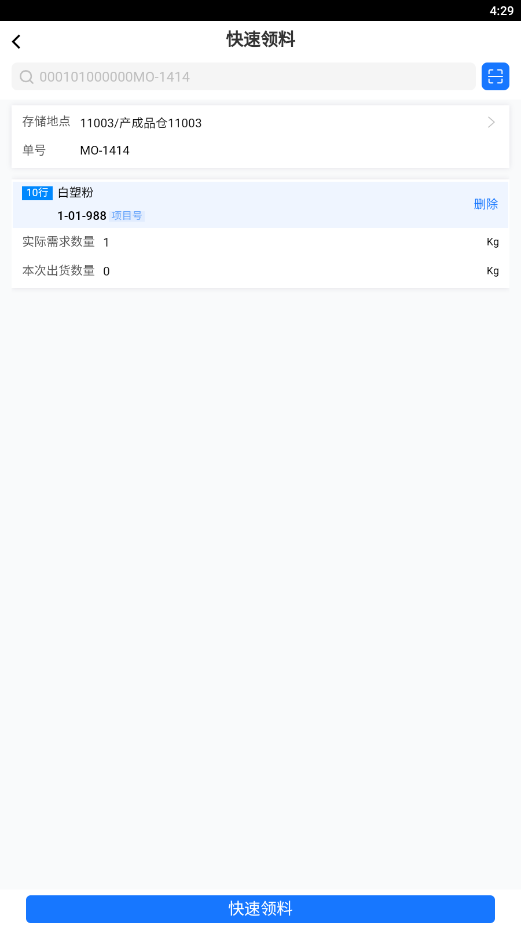 4:29
快速领料
000101000000MO-1414
存储地点 11003/产成品仓11003
单号 MO-1414
10行 白塑粉
删除
1-01-988 项目号
实际需求数量 1 Kg
本次出货数量 0 Kg
快速领料